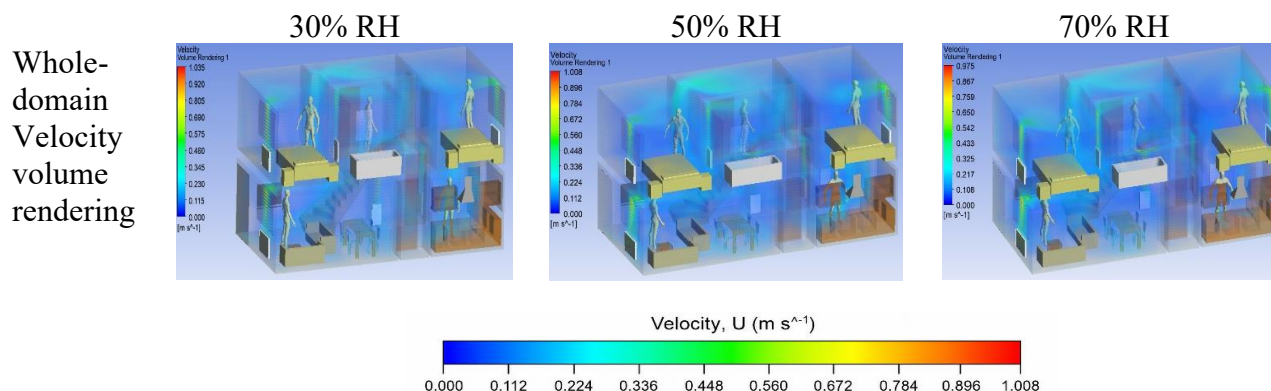 30% RH
50% RH
70% RH
Whole-
domain
Velocity
volume
rendering
Velocity
Volume Rendering 1
1.035
0.920
0.805
0.690
0.575
0.460
0.345
0.230
0.115
0.000
[m s^-1]
Velocity
Volume Rendering 1
1.008
0.896
0.784
0.672
0.560
0.448
0.336
0.224
0.112
0.000
[m s^-1]
Velocity
Volume Rendering 1
0.975
0.867
0.759
0.650
0.542
0.433
0.325
0.217
0.108
0.000
[m s^-1]
Velocity, U (m s^-1)
0.000 0.112 0.224 0.336 0.448 0.560 0.672 0.784 0.896 1.008